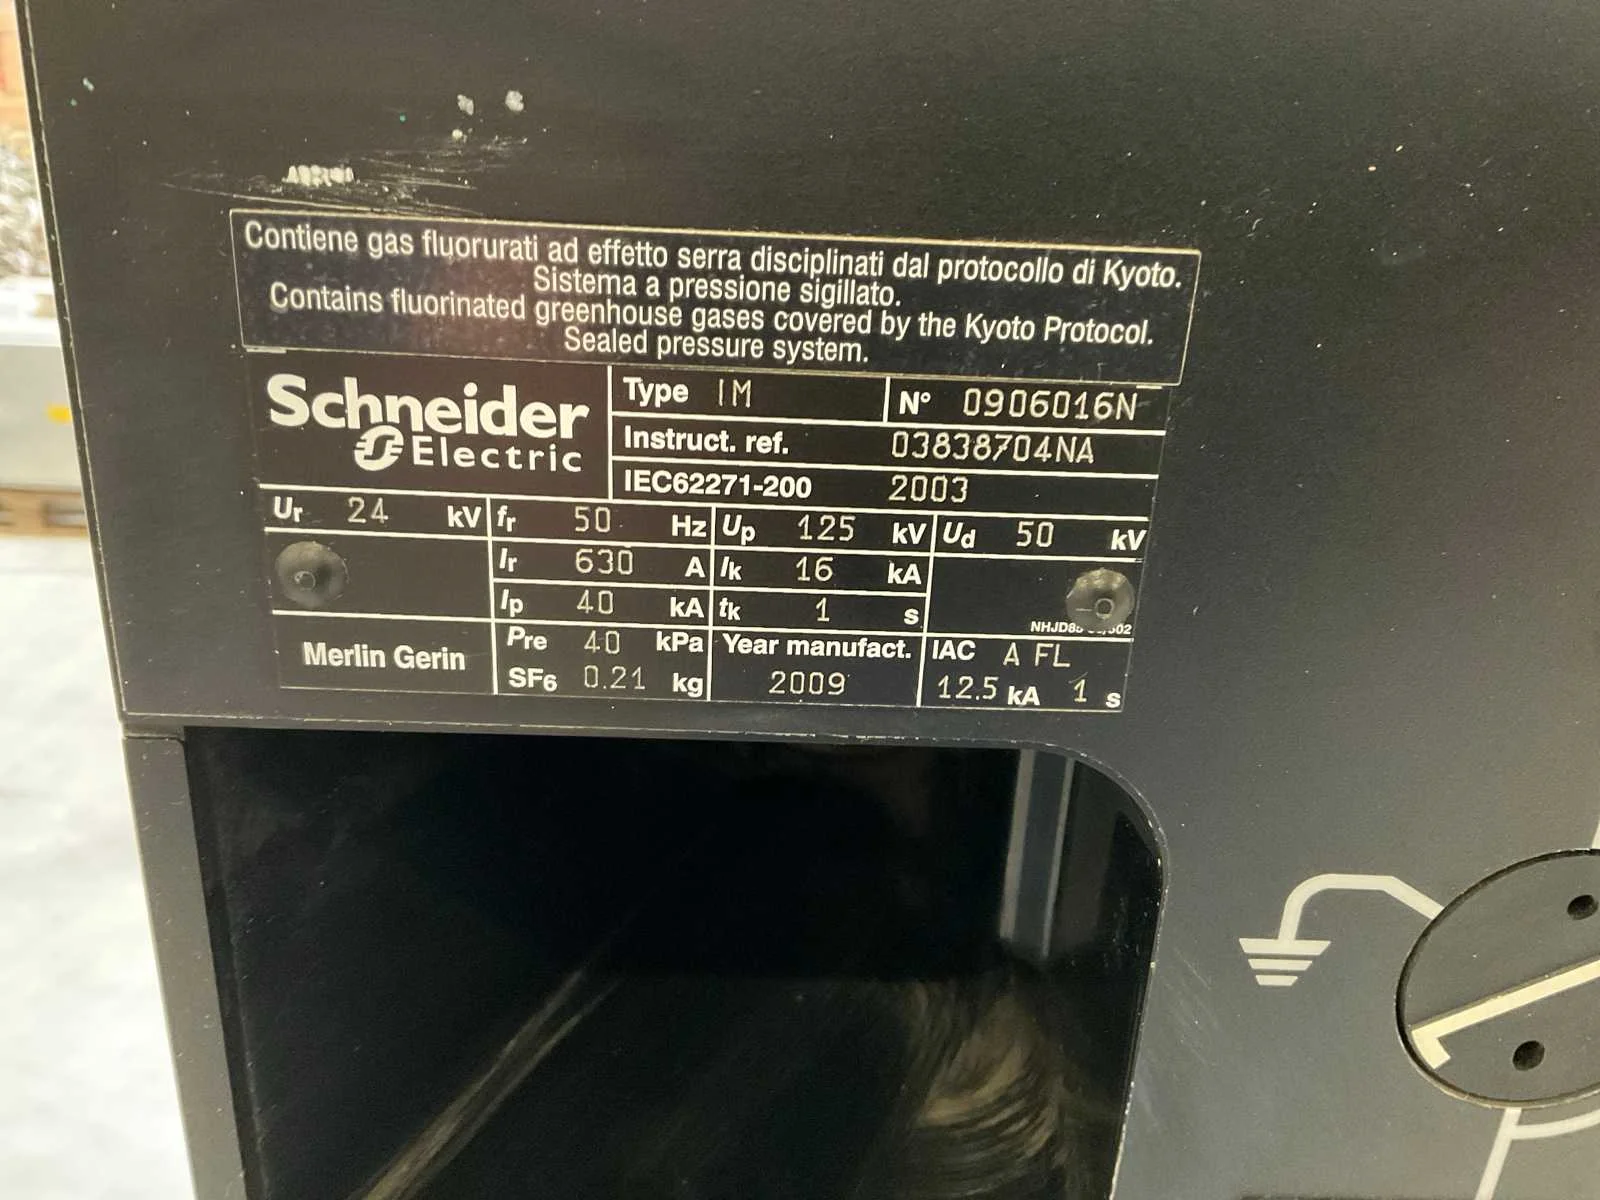 Contiene gas fluorurati ad effetto serra disciplinati dal protocollo di Kyoto.
Sistema a pressione sigillato.
Contains fluorinated greenhouse gases covered by the Kyoto Protocol.
Sealed pressure system.
Schneider Electric
Type IM N° 0906016N
Instruct. ref. 03838704NA
IEC62271-200 2003
Ur 24 kV fr 50 Hz Up 125 kV Ud 50 kV
Ir 630 A Ik 16 kA
Ip 40 kA tk 1 s
Merlin Gerin
Pre 40 kPa Year manufact. IAC A FL
SF6 0.21 kg 2009 12.5 kA 1 s